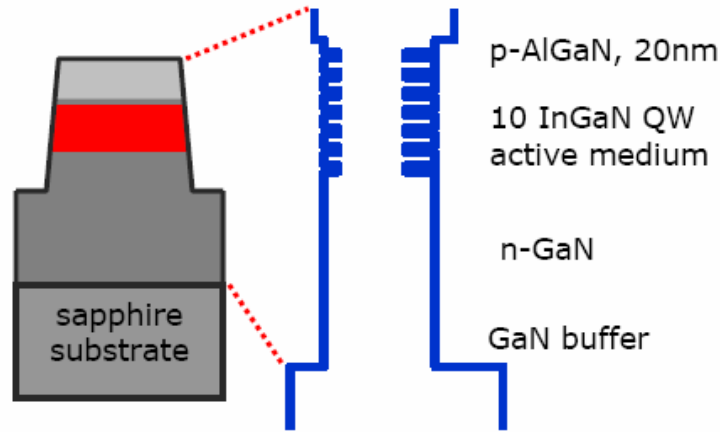 p-AlGaN, 20nm
10 InGaN QW
active medium
n-GaN
GaN buffer
sapphire
substrate